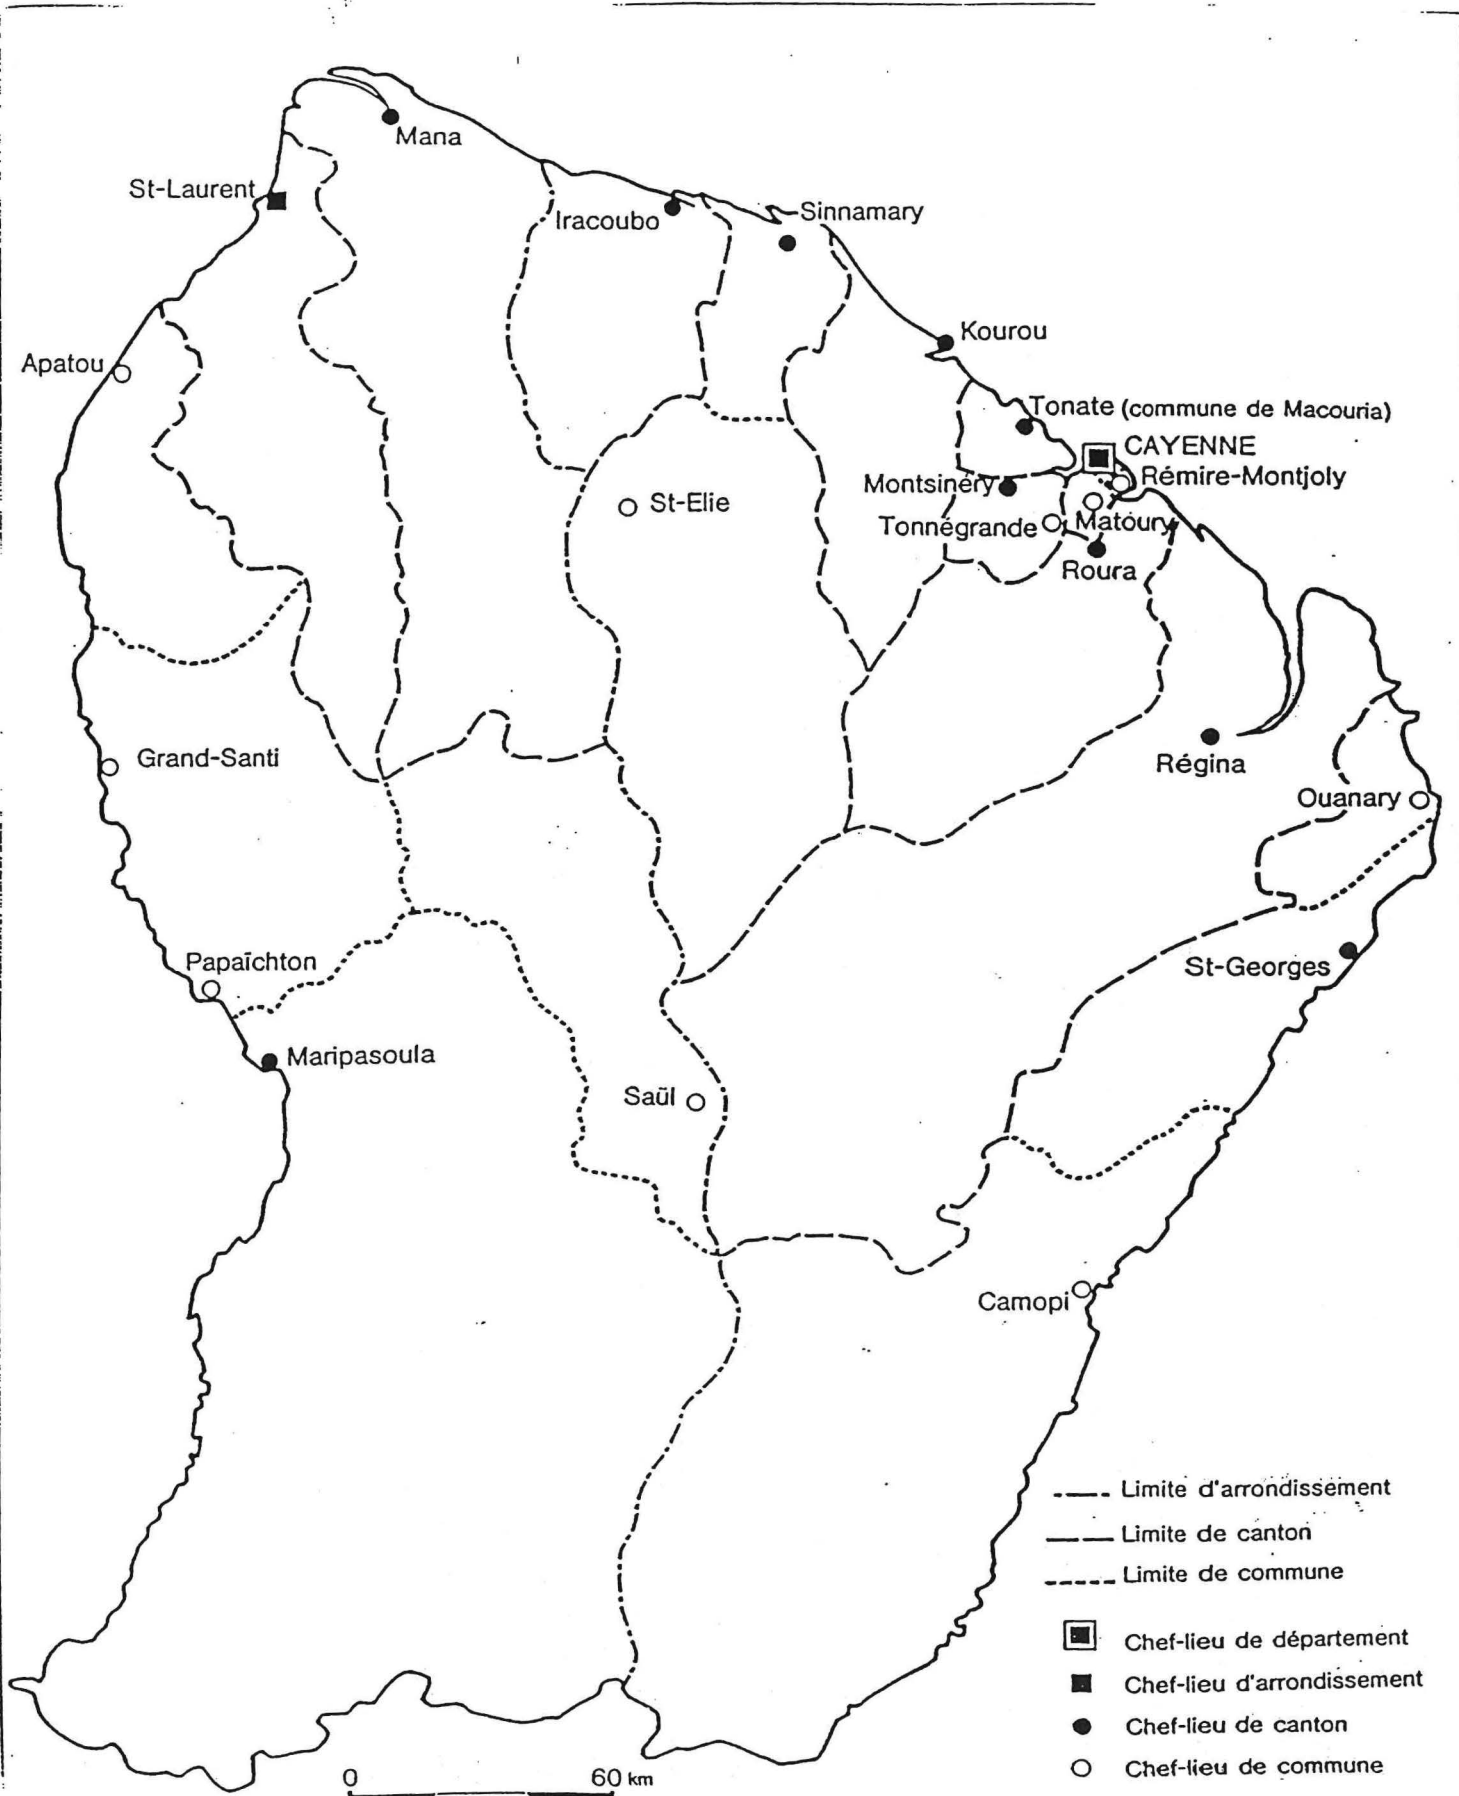 Mana
St-Laurent
Iracoubo
Sinnamary
Kourou
Apatou
Tonate (commune de Macouria)
CAYENNE
Rémire-Montjoly
Montsinéry
St-Elie
Tonnégrande
Matoury
Roura
Grand-Santi
Régina
Ouanary
Papaïchton
St-Georges
Maripasoula
Saül
Camopi
Limite d'arrondissement
Limite de canton
Limite de commune
Chef-lieu de département
Chef-lieu d'arrondissement
Chef-lieu de canton
Chef-lieu de commune
0 60 km